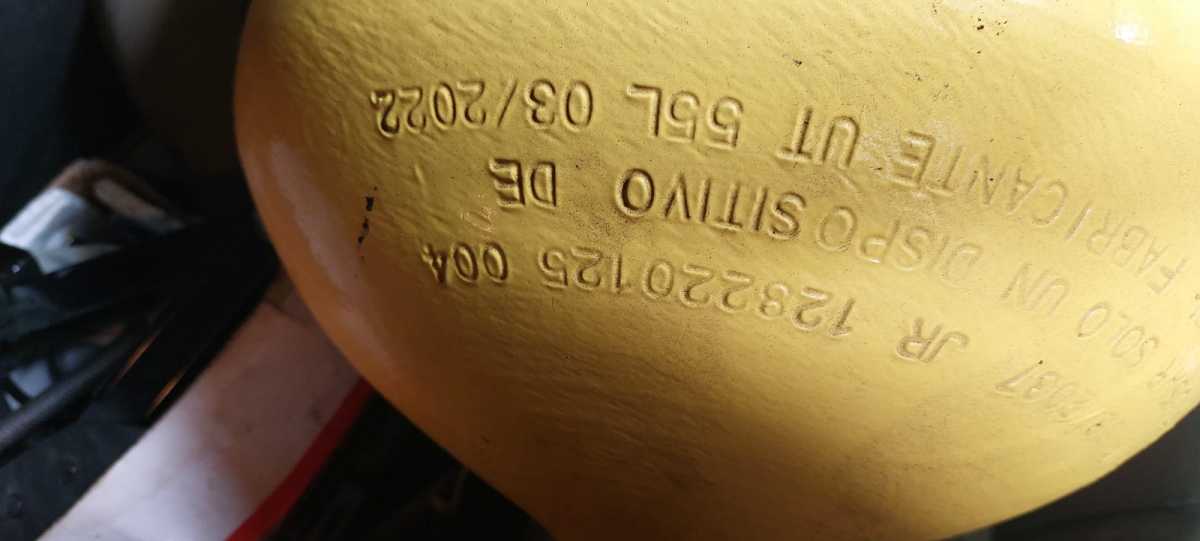 /2037 JR 128220125 004
SOLO UN DISPOSITIVO DE
FABRICANTE UT 55L 03/2022